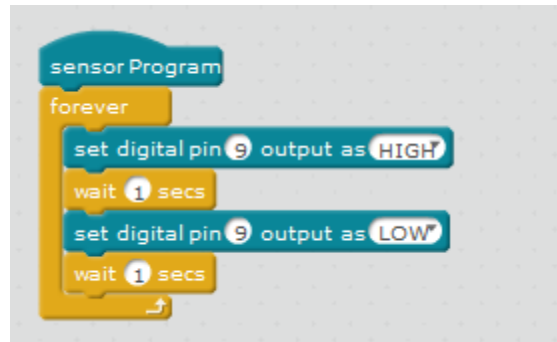 sensor Program
forever
set digital pin 9 output as HIGH
wait 1 secs
set digital pin 9 output as LOW
wait 1 secs